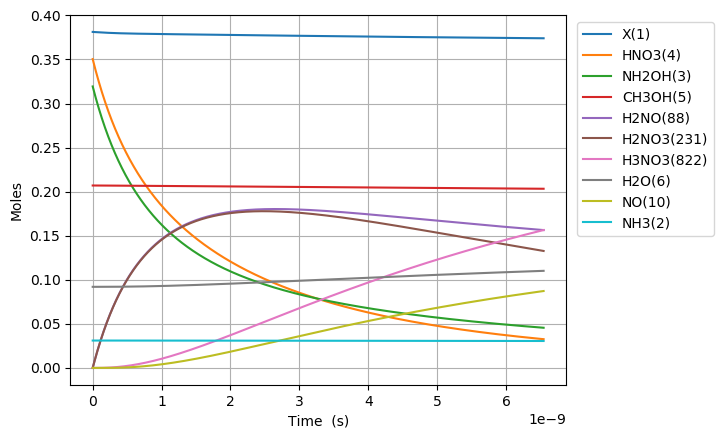 0.40
0.35
0.30
0.25
0.20
0.15
0.10
0.05
0.00
Moles
0 1 2 3 4 5 6
1e−9
Time (s)
X(1)
HNO3(4)
NH2OH(3)
CH3OH(5)
H2NO(88)
H2NO3(231)
H3NO3(822)
H2O(6)
NO(10)
NH3(2)